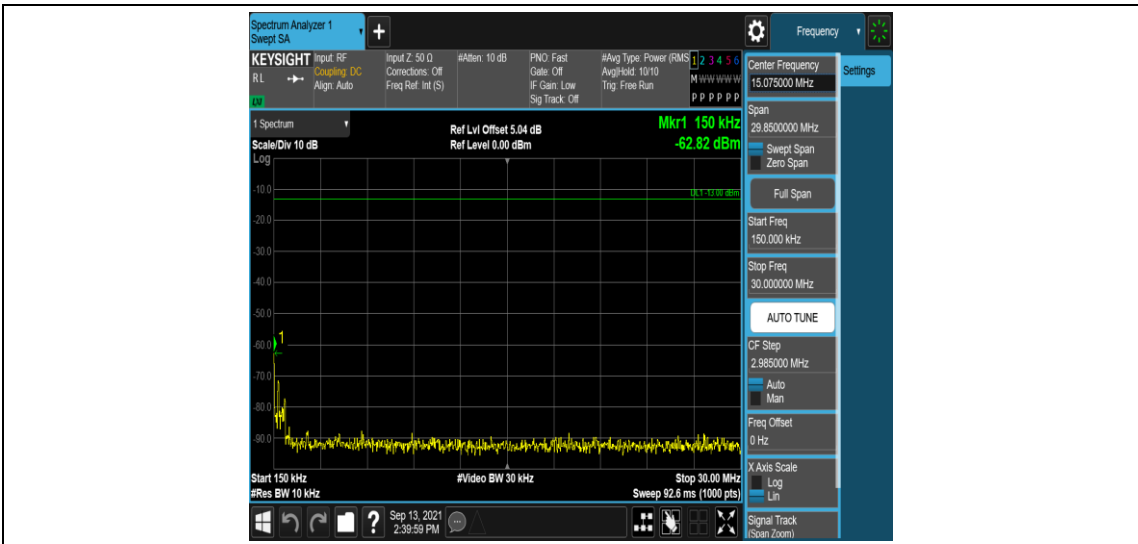 Spectrum Analyzer 1
Swept SA
+
Frequency
KEYSIGHT
RL
LXI
Input: RF
Coupling: DC
Align: Auto
Input Z: 50 Ω
Corrections: Off
Freq Ref: Int (S)
#Atten: 10 dB
PNO: Fast
Gate: Off
IF Gain: Low
Sig Track: Off
#Avg Type: Power (RMS
Avg|Hold: 10/10
Trig: Free Run
1 2 3 4 5 6
M W W W W W
P P P P P P
1 Spectrum
Scale/Div 10 dB
Log
Ref Lvl Offset 5.04 dB
Ref Level 0.00 dBm
Mkr1 150 kHz
-62.82 dBm
DL1 -13.00 dBm
-10.0
-20.0
-30.0
-40.0
-50.0
1
-60.0
-70.0
-80.0
-90.0
Start 150 kHz
#Res BW 10 kHz
#Video BW 30 kHz
Stop 30.00 MHz
Sweep 92.6 ms (1000 pts)
?
Sep 13, 2021
2:39:59 PM
Center Frequency
15.075000 MHz
Settings
Span
29.8500000 MHz
Swept Span
Zero Span
Full Span
Start Freq
150.000 kHz
Stop Freq
30.000000 MHz
AUTO TUNE
CF Step
2.985000 MHz
Auto
Man
Freq Offset
0 Hz
X Axis Scale
Log
Lin
Signal Track
(Span Zoom)